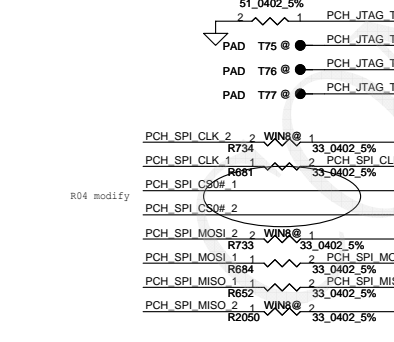 51_0402_5%
2 1 PCH_JTAG_T
PAD T75 @ PCH_JTAG_T
PAD T76 @ PCH_JTAG_T
PAD T77 @ PCH_JTAG_T
PCH_SPI_CLK_2 2 WIN8@ 1
R734 33_0402_5%
PCH_SPI_CLK_1 1 2 PCH_SPI_CL
R681 33_0402_5%
PCH_SPI_CS0#_1
R04 modify
PCH_SPI_CS0#_2
PCH_SPI_MOSI_2 2 WIN8@ 1
R733 33_0402_5%
PCH_SPI_MOSI_1 1 2 PCH_SPI_MO
R684 33_0402_5%
PCH_SPI_MISO_1 1 2 PCH_SPI_MIS
R652 33_0402_5%
PCH_SPI_MISO_2 1 WIN8@ 2
R2050 33_0402_5%